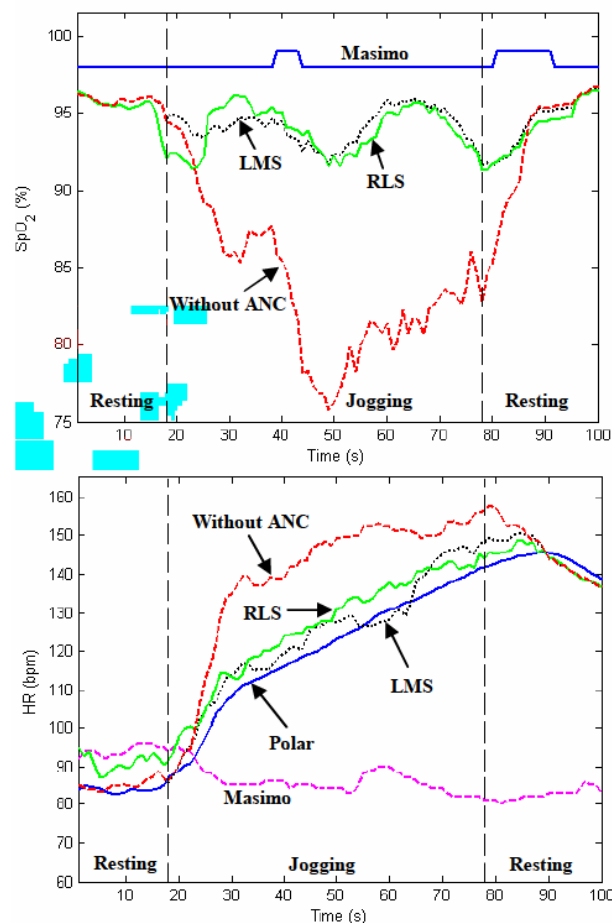 100
Masimo
95
LMS
RLS
90
SpO₂ (%)
85
Without ANC
80
Resting
Jogging
Resting
75
10 20 30 40 50 60 70 80 90 100
Time (s)
160
150
Without ANC
140
130
RLS
120
LMS
HR (bpm)
110
Polar
100
90
Masimo
80
70
Resting
Jogging
Resting
60
10 20 30 40 50 60 70 80 90 100
Time (s)